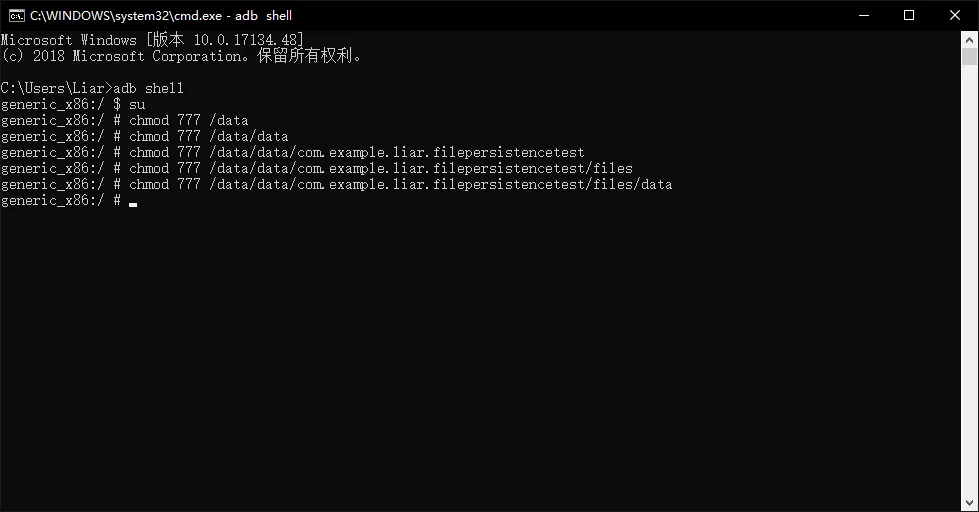 C:\WINDOWS\system32\cmd.exe - adb  shell
Microsoft Windows [版本 10.0.17134.48]
(c) 2018 Microsoft Corporation。保留所有权利。
C:\Users\Liar>adb shell
generic_x86:/ $ su
generic_x86:/ # chmod 777 /data
generic_x86:/ # chmod 777 /data/data
generic_x86:/ # chmod 777 /data/data/com.example.liar.filepersistencetest
generic_x86:/ # chmod 777 /data/data/com.example.liar.filepersistencetest/files
generic_x86:/ # chmod 777 /data/data/com.example.liar.filepersistencetest/files/data
generic_x86:/ #